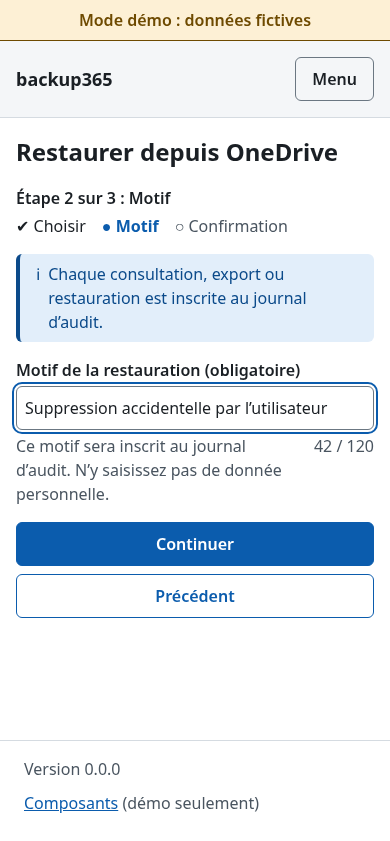 Mode démo : données fictives
backup365
Menu
Restaurer depuis OneDrive
Étape 2 sur 3 : Motif
✔ Choisir ● Motif ○ Confirmation
i Chaque consultation, export ou
restauration est inscrite au journal
d’audit.
Motif de la restauration (obligatoire)
Suppression accidentelle par l’utilisateur
Ce motif sera inscrit au journal 42 / 120
d’audit. N’y saisissez pas de donnée
personnelle.
Continuer
Précédent
Version 0.0.0
Composants (démo seulement)